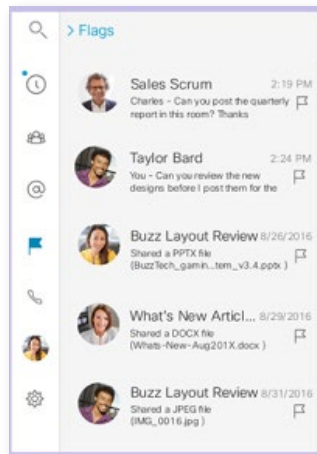 > Flags
Sales Scrum 2:19 PM
Charles - Can you post the quarterly
report in this room? Thanks
Taylor Bard 2:24 PM
You - Can you review the new
designs before I post them for the
Buzz Layout Review 8/26/2016
Shared a PPTX file
(BuzzTech_gamin...tem_v3.4.pptx )
What's New Articl... 8/29/2016
Shared a DOCX file
(Whats-New-Aug201X.docx )
Buzz Layout Review 8/31/2016
Shared a JPEG file
(IMG_0016.jpg )